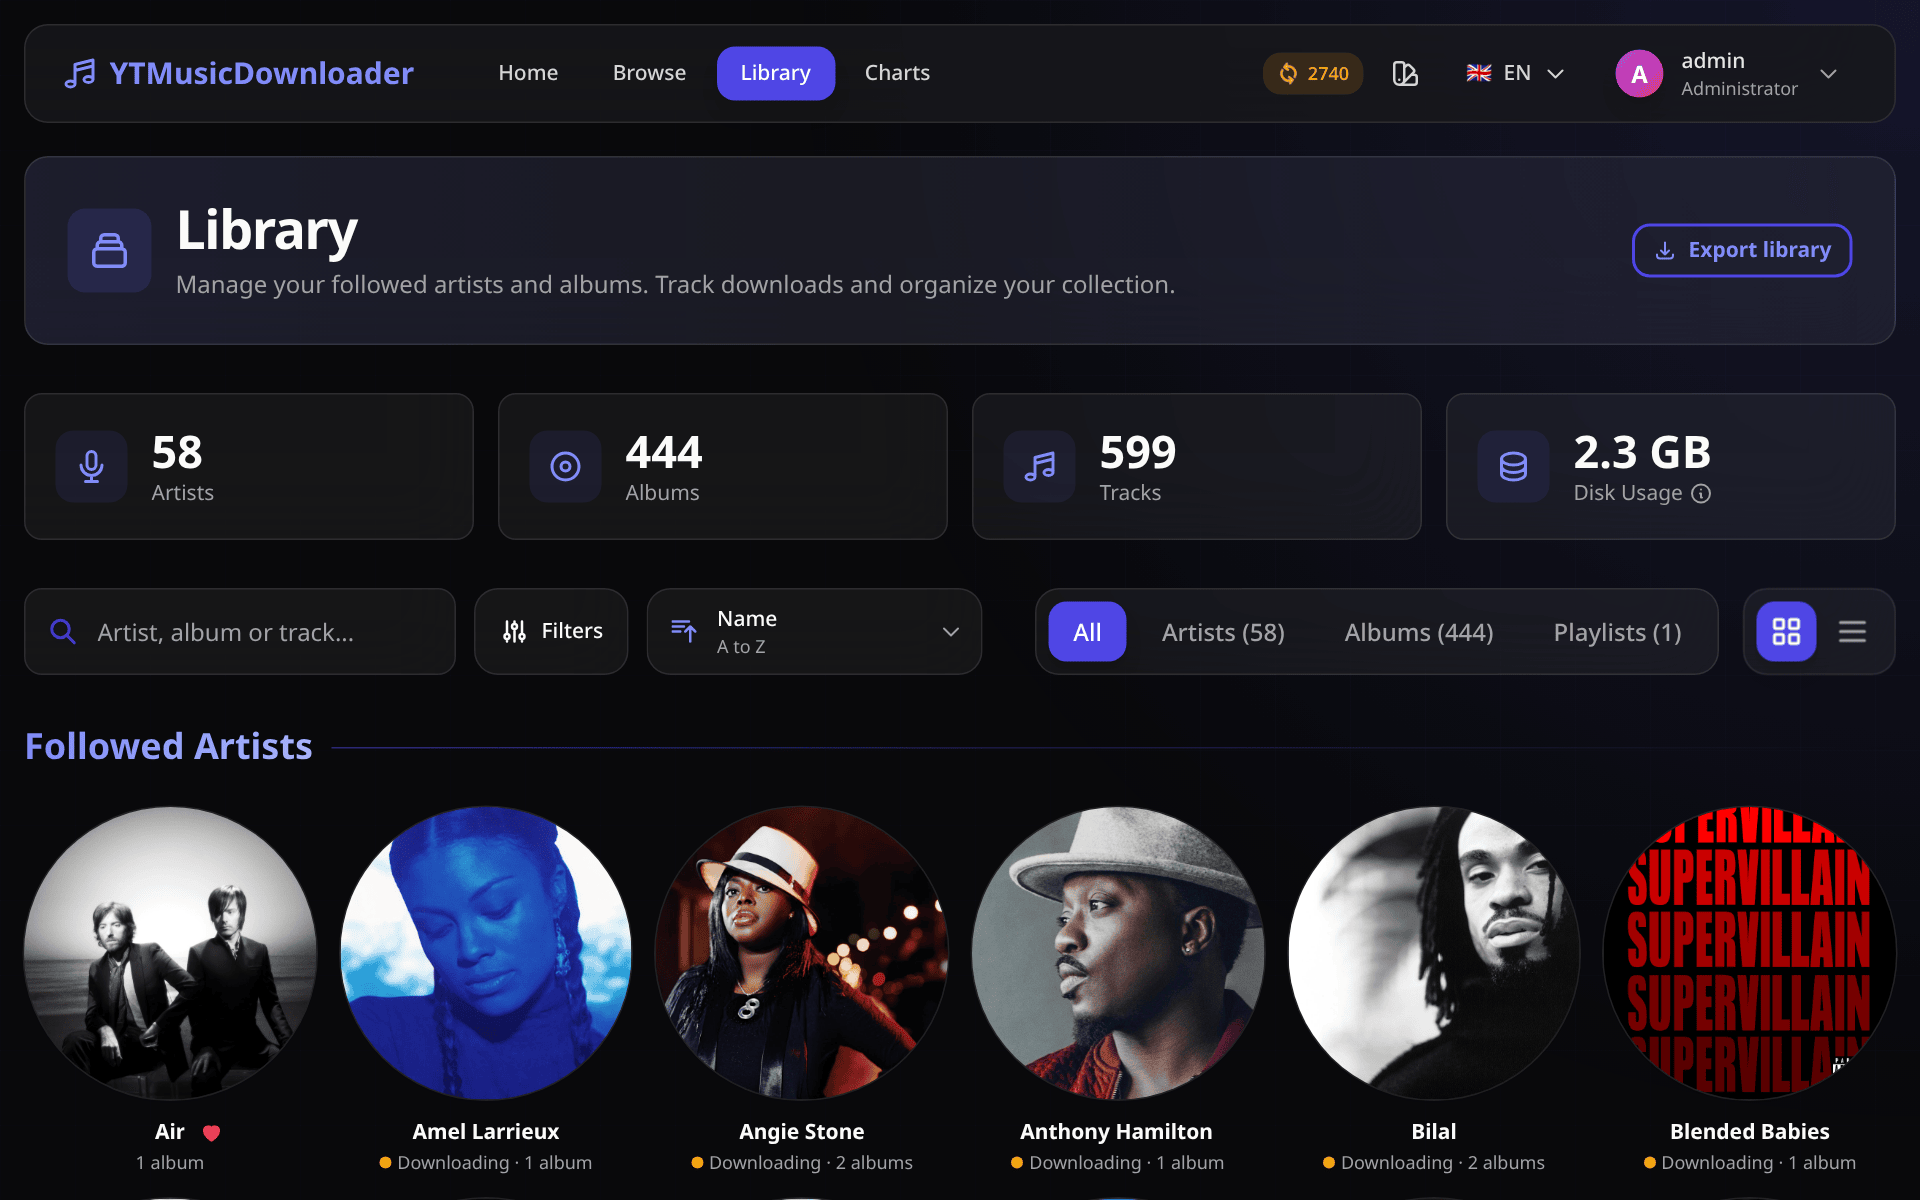 YTMusicDownloader
Home
Browse
Library
Charts
2740
EN
A
admin
Administrator
Library
Manage your followed artists and albums. Track downloads and organize your collection.
Export library
58
Artists
444
Albums
599
Tracks
2.3 GB
Disk Usage
Artist, album or track...
Filters
Name
A to Z
All
Artists (58)
Albums (444)
Playlists (1)
Followed Artists
SUPERVILLAIN
SUPERVILLAIN
SUPERVILLAIN
SUPERVILLAIN
SUPERVILLAIN
Air
1 album
Amel Larrieux
Downloading · 1 album
Angie Stone
Downloading · 2 albums
Anthony Hamilton
Downloading · 1 album
Bilal
Downloading · 2 albums
Blended Babies
Downloading · 1 album